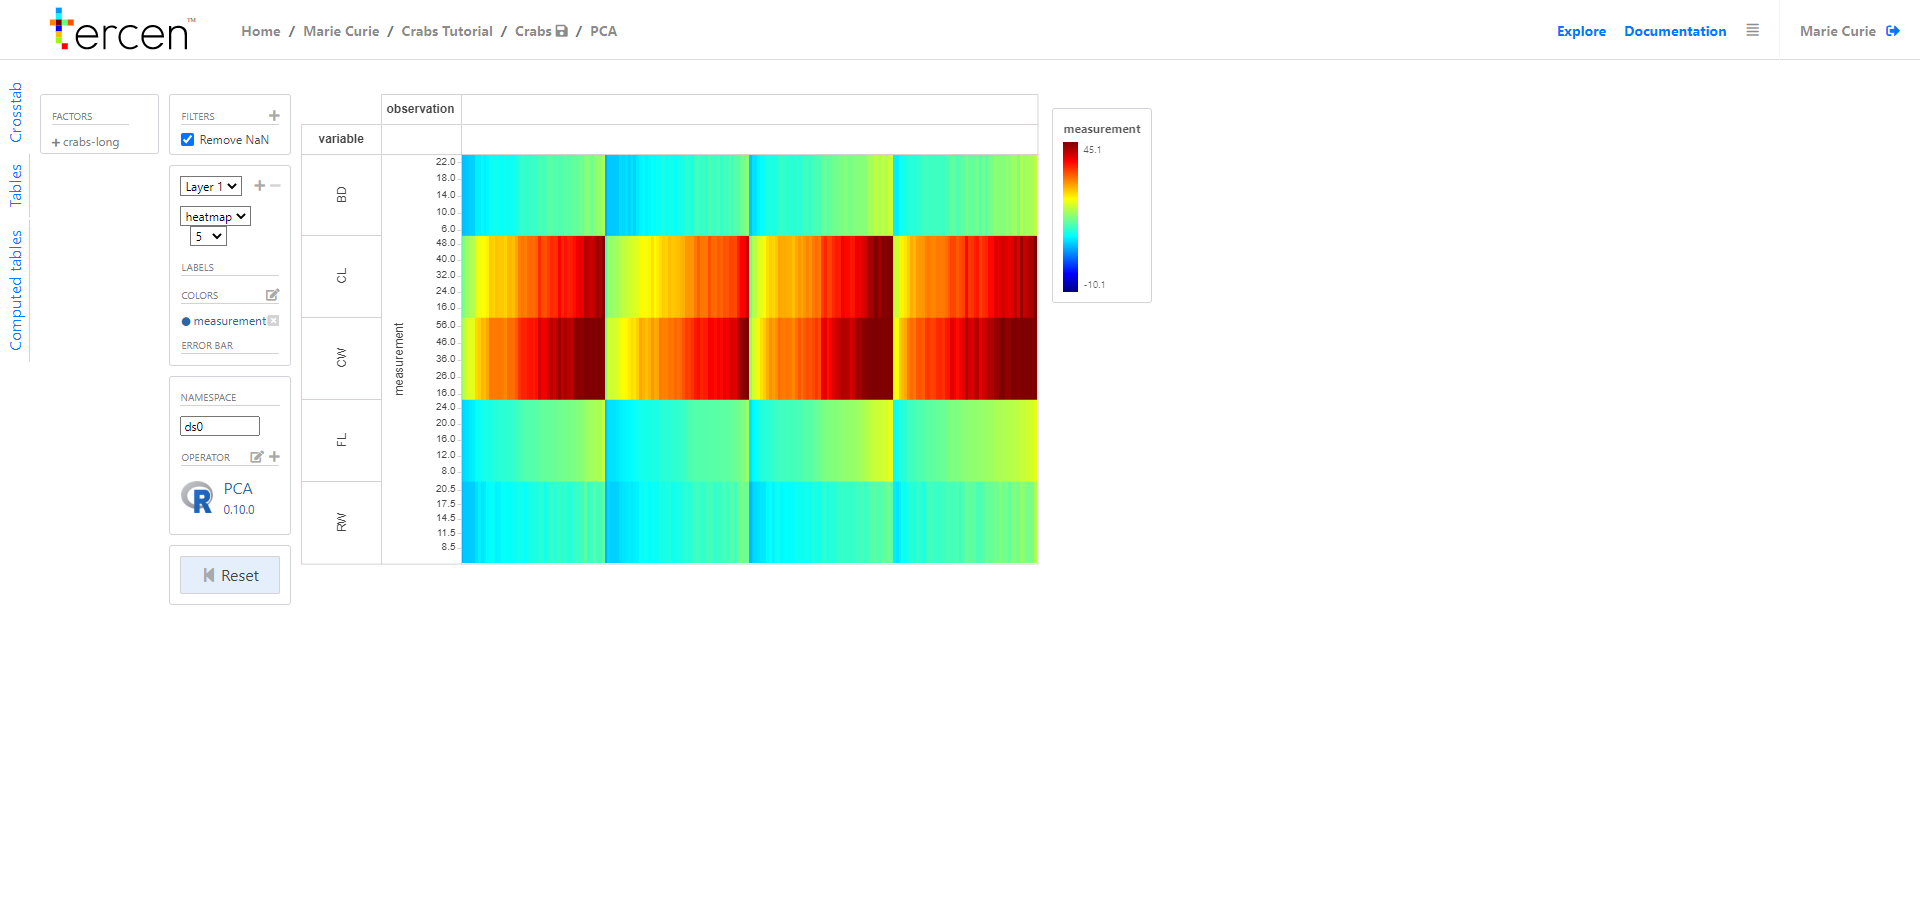 tercen™
Home / Marie Curie / Crabs Tutorial / Crabs / PCA
Explore
Documentation
Marie Curie
Crosstab
Tables
Computed tables
FACTORS
+ crabs-long
FILTERS
Remove NaN
Layer 1
heatmap
5
LABELS
COLORS
measurement
ERROR BAR
NAMESPACE
ds0
OPERATOR
PCA
0.10.0
Reset
observation
variable
BD
CL
CW
FL
RW
measurement
22.0
18.0
14.0
10.0
6.0
48.0
40.0
32.0
24.0
16.0
56.0
46.0
36.0
26.0
16.0
24.0
20.0
16.0
12.0
8.0
20.5
17.5
14.5
11.5
8.5
measurement
45.1
-10.1